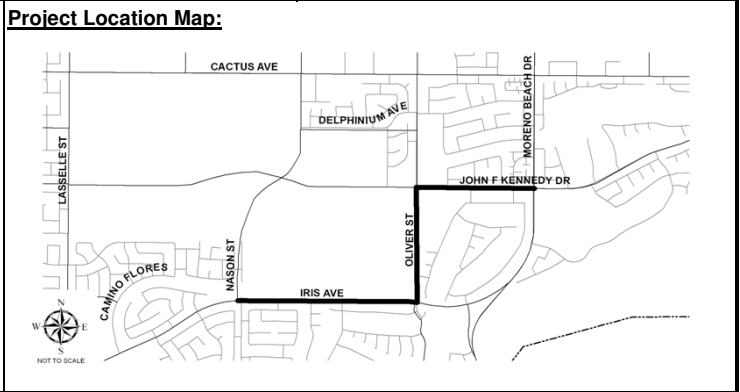 Project Location Map:
CACTUS AVE
DELPHINIUM AVE
MORENO BEACH DR
LASSELLE ST
JOHN F KENNEDY DR
OLIVER ST
NASON ST
CAMINO FLORES
IRIS AVE
N
W E
S
NOT TO SCALE